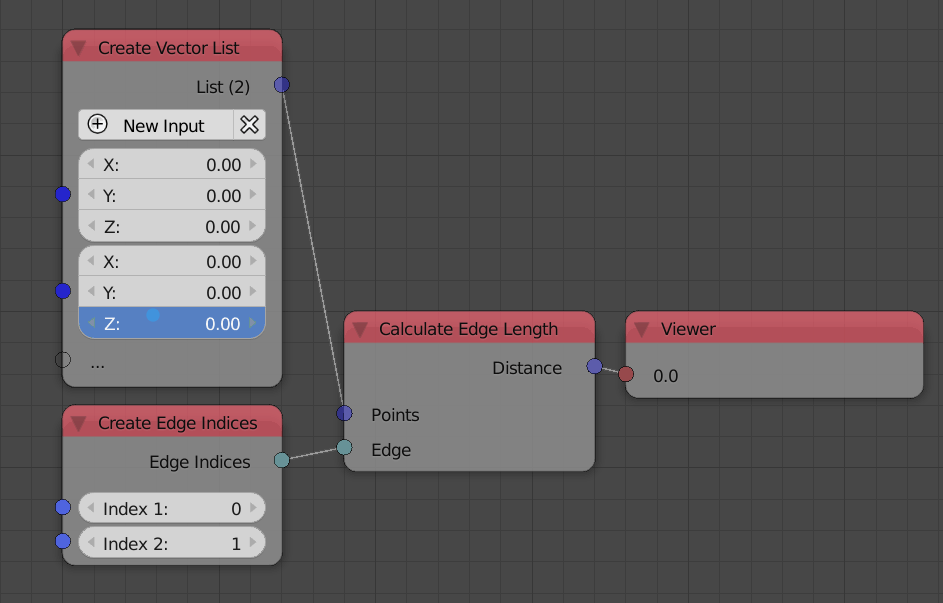 Create Vector List
List (2)
New Input
X: 0.00
Y: 0.00
Z: 0.00
X: 0.00
Y: 0.00
Z: 0.00
...
Create Edge Indices
Edge Indices
Index 1: 0
Index 2: 1
Calculate Edge Length
Distance
Points
Edge
Viewer
0.0